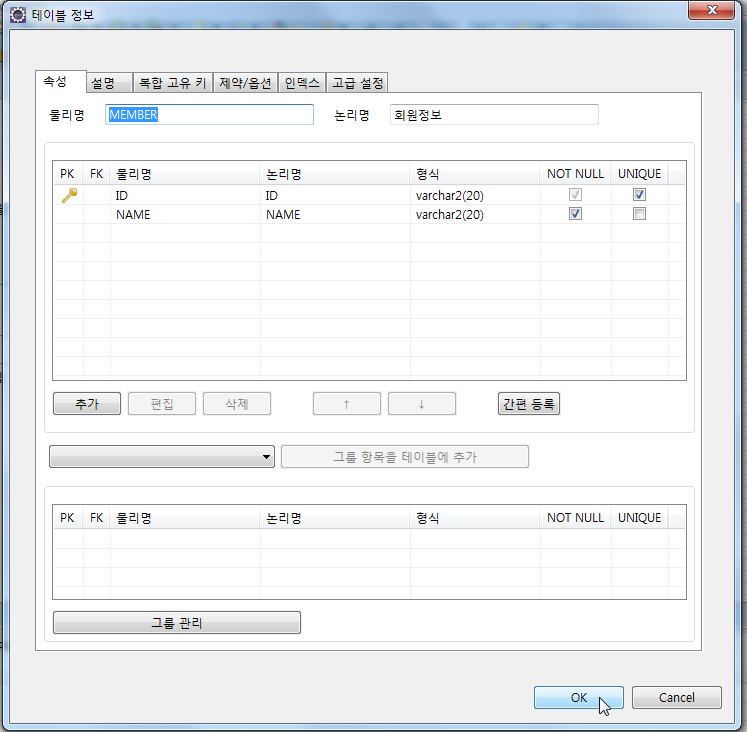 테이블 정보
속성 설명 복합 고유 키 제약/옵션 인덱스 고급 설정
물리명 MEMBER 논리명 회원정보
PK FK 물리명 논리명 형식 NOT NULL UNIQUE
ID ID varchar2(20)
NAME NAME varchar2(20)
추가 편집 삭제 ↑ ↓ 간편 등록
그룹 항목을 테이블에 추가
PK FK 물리명 논리명 형식 NOT NULL UNIQUE
그룹 관리
OK Cancel